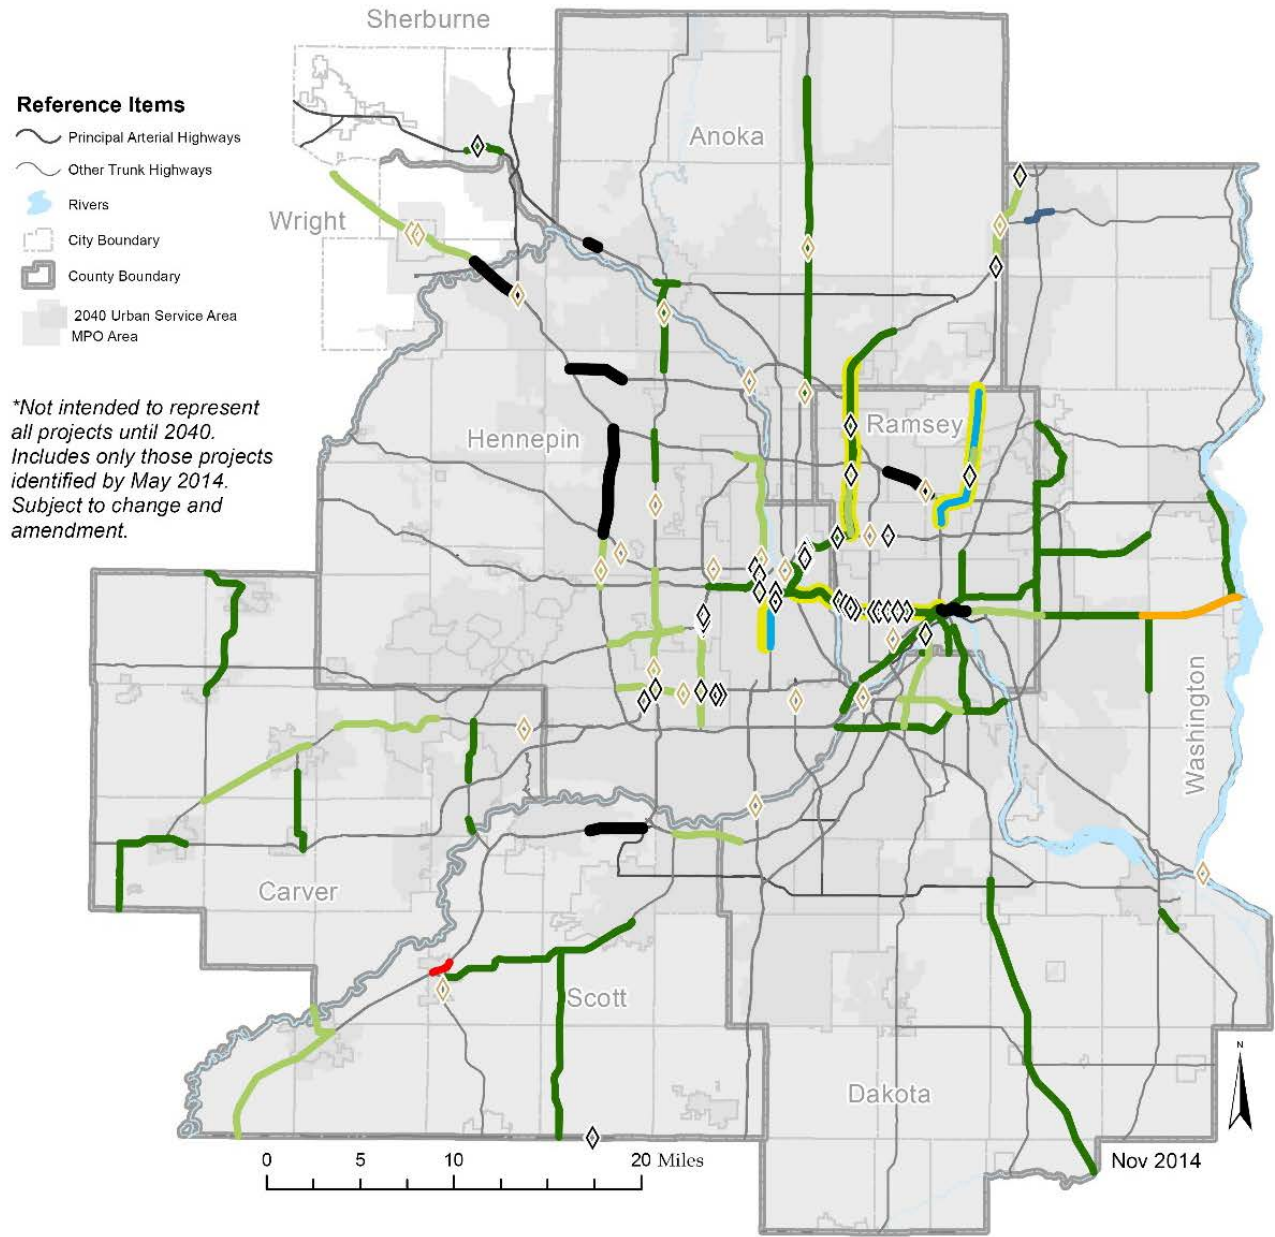 Sherburne
Reference Items
Principal Arterial Highways
Other Trunk Highways
Rivers
City Boundary
County Boundary
2040 Urban Service Area
MPO Area
Anoka
Wright
*Not intended to represent
all projects until 2040.
Includes only those projects
identified by May 2014.
Subject to change and
amendment.
Hennepin
Ramsey
Washington
Carver
Scott
Dakota
N
0 5 10 20 Miles
Nov 2014